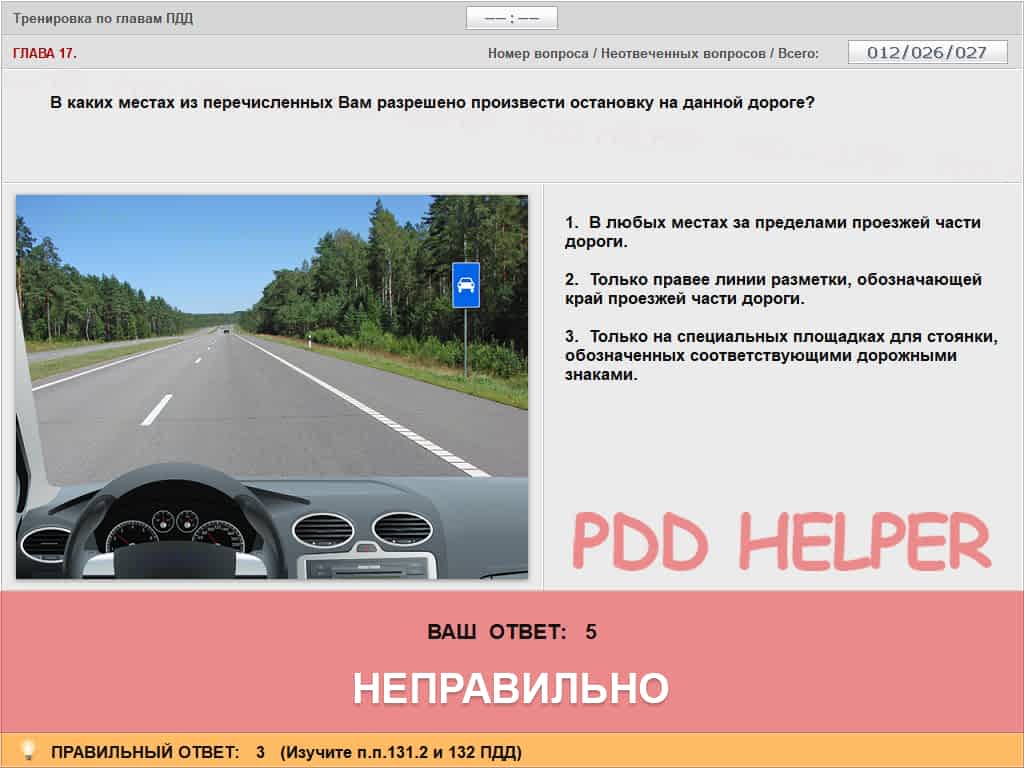 Тренировка по главам ПДД
—— : ——
ГЛАВА 17.
Номер вопроса / Неотвеченных вопросов / Всего:
012/026/027
В каких местах из перечисленных Вам разрешено произвести остановку на данной дороге?
1. В любых местах за пределами проезжей части
дороги.
2. Только правее линии разметки, обозначающей
край проезжей части дороги.
3. Только на специальных площадках для стоянки,
обозначенных соответствующими дорожными
знаками.
PDD HELPER
ВАШ ОТВЕТ: 5
НЕПРАВИЛЬНО
ПРАВИЛЬНЫЙ ОТВЕТ: 3 (Изучите п.п.131.2 и 132 ПДД)